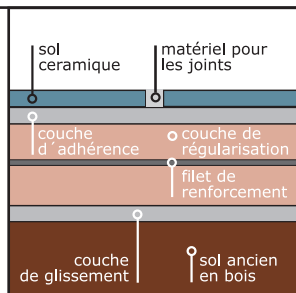 sol
ceramique
matériel pour
les joints
couche
d´adhérence
couche de
régularisation
filet de
renforcement
couche
de glissement
sol ancien
en bois